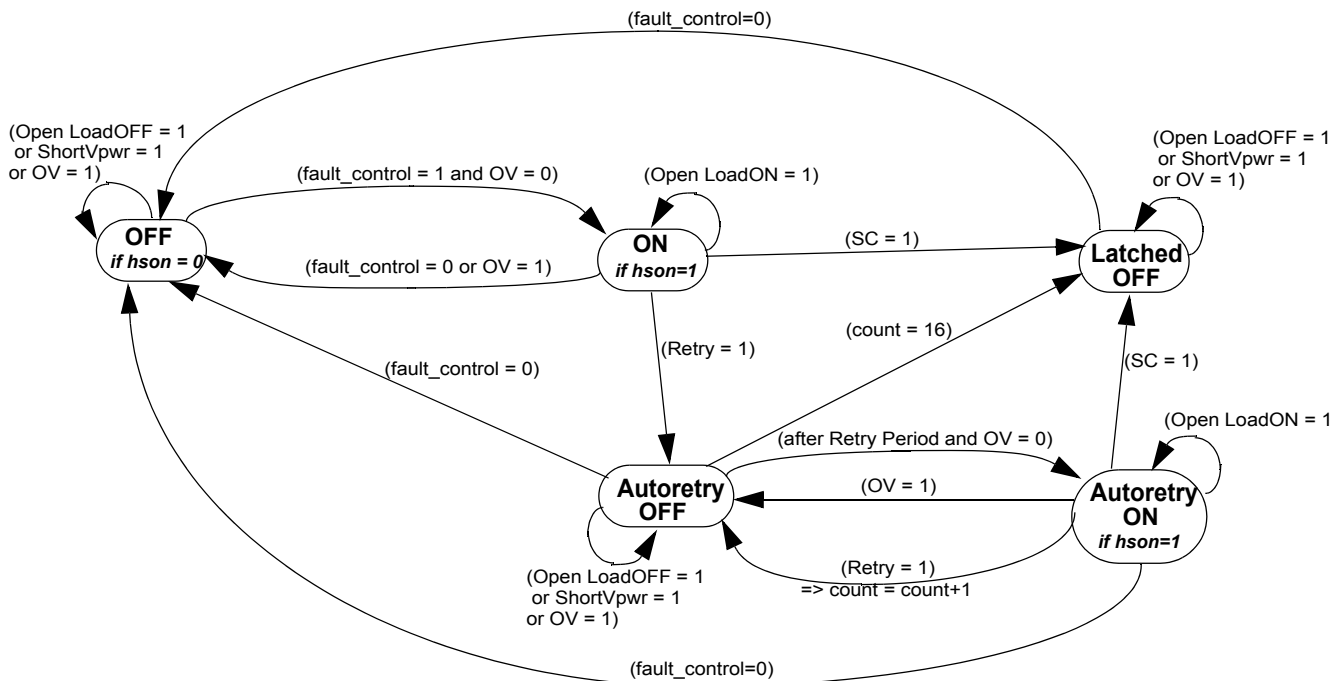 (fault_control=0)
(Open LoadOFF = 1
or ShortVpwr = 1
or OV = 1)
(fault_control = 1 and OV = 0)
(Open LoadON = 1)
(Open LoadOFF = 1
or ShortVpwr = 1
or OV = 1)
OFF
if hson = 0
(fault_control = 0 or OV = 1)
ON
if hson=1
(SC = 1)
Latched
OFF
(count = 16)
(Retry = 1)
(fault_control = 0)
(SC = 1)
(Open LoadON = 1
(after Retry Period and OV = 0)
Autoretry
OFF
(OV = 1)
Autoretry
ON
if hson=1
(Retry = 1)
=> count = count+1
(Open LoadOFF = 1
or ShortVpwr = 1
or OV = 1)
(fault_control=0)